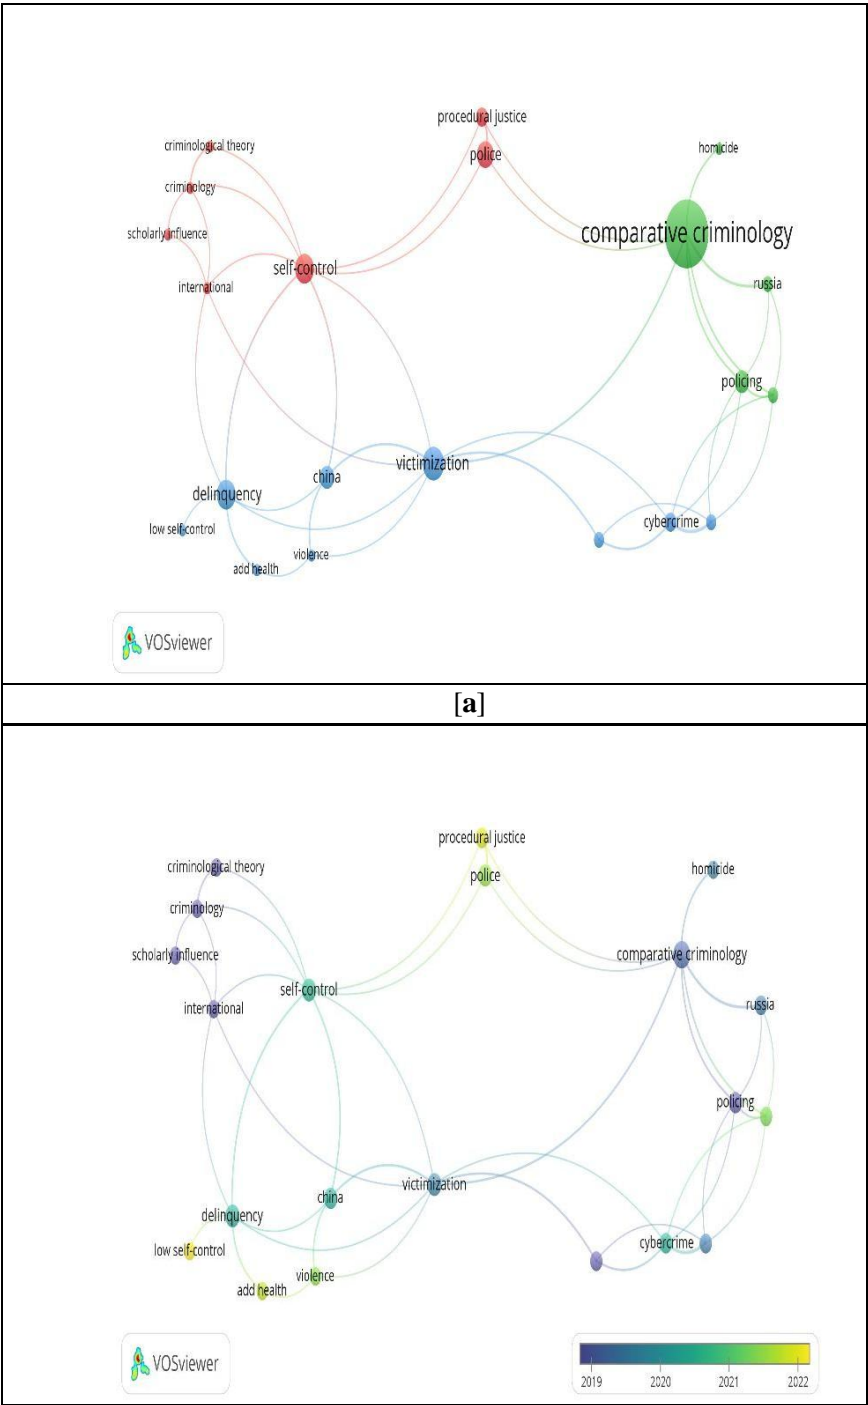 procedural justice
criminological theory
homicide
police
criminology
scholarly influence
comparative criminology
self-control
international
russia
policing
victimization
china
delinquency
low self-control
cybercrime
violence
add health
VOSviewer
[a]
procedural justice
criminological theory
homicide
police
criminology
scholarly influence
comparative criminology
self-control
international
russia
policing
victimization
china
delinquency
low self-control
cybercrime
violence
add health
VOSviewer
2019 2020 2021 2022